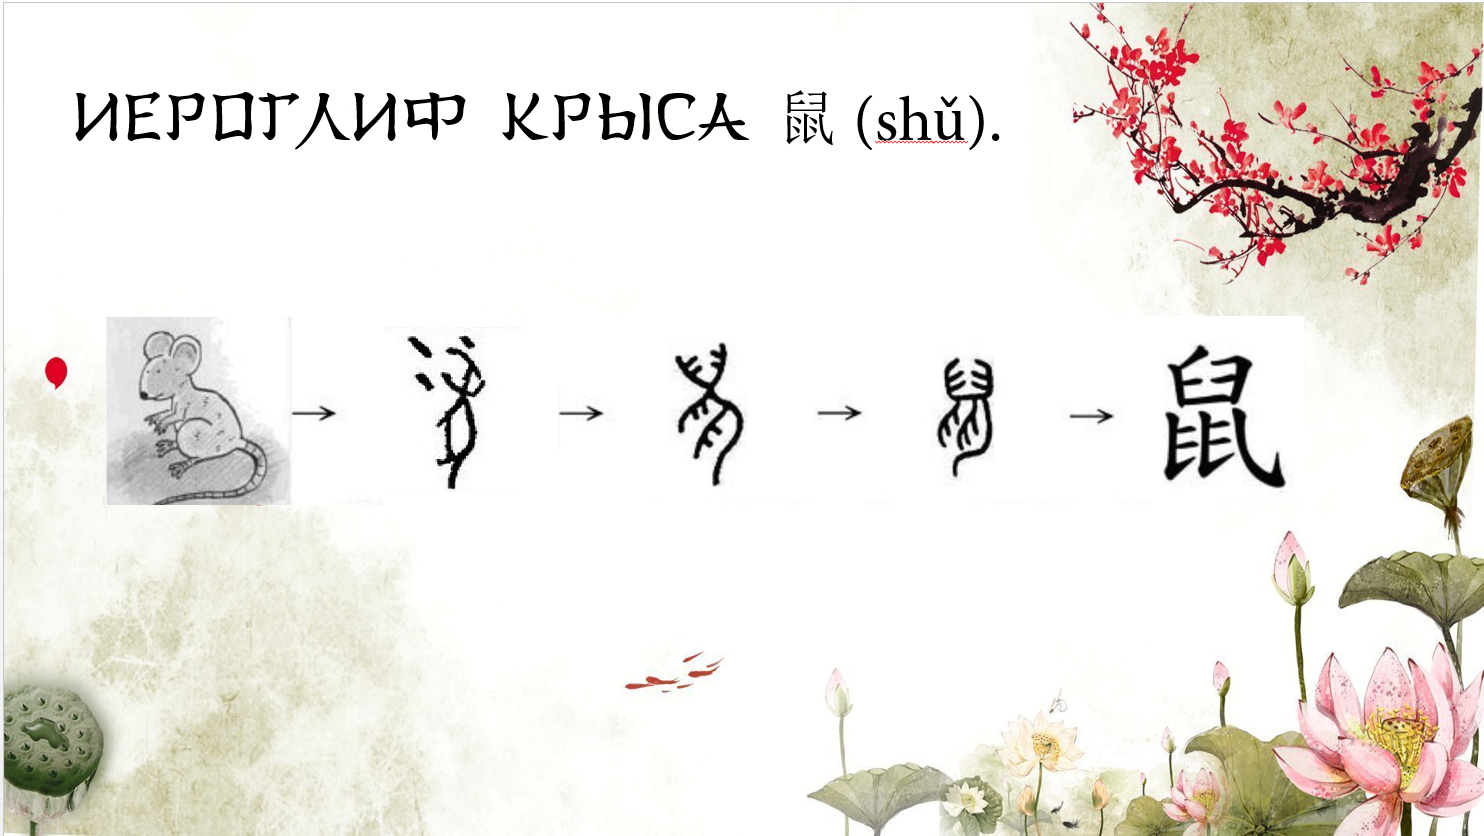 ИЕРОГЛИФ КРЫСА 鼠 (shǔ).
→ → → → 鼠